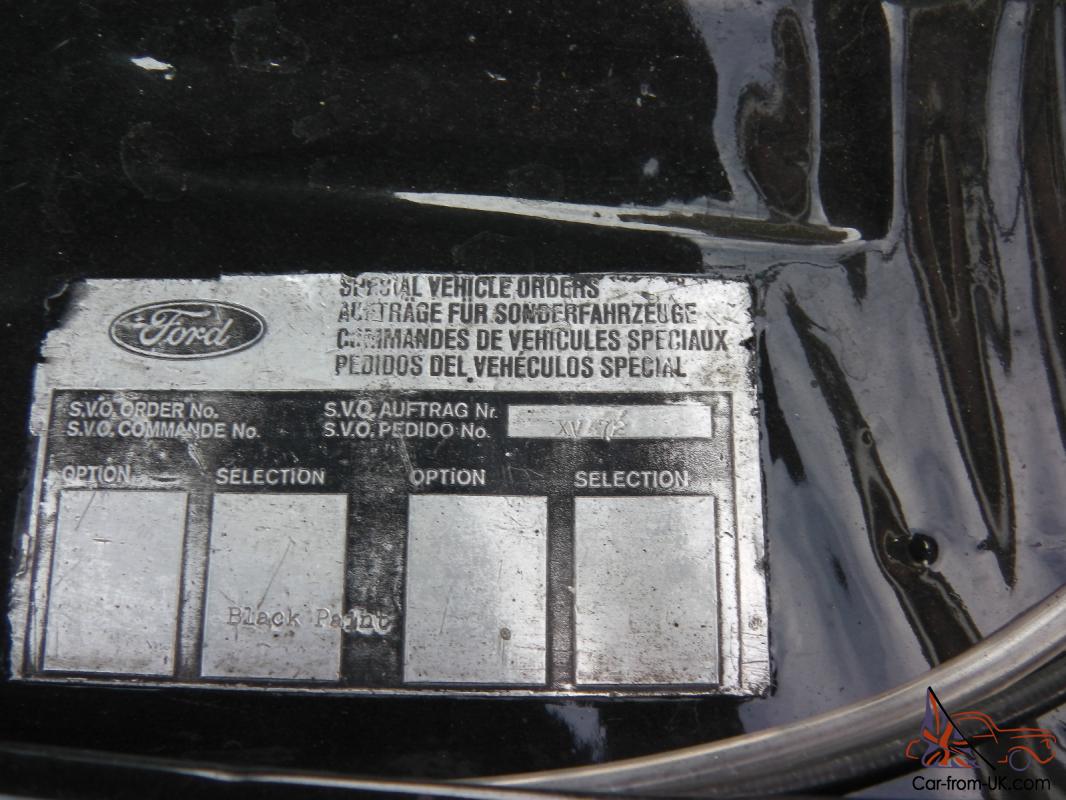 Ford
SPECIAL VEHICLE ORDERS
AUFTRÄGE FÜR SONDERFAHRZEUGE
COMMANDES DE VEHICULES SPECIAUX
PEDIDOS DEL VEHÉCULOS SPECIAL
S.V.O. ORDER No. S.V.O. AUFTRAG Nr.
S.V.O. COMMANDE No. S.V.O. PEDIDO No.
OPTION SELECTION OPTION SELECTION
Black Paint
Car-from-UK.com